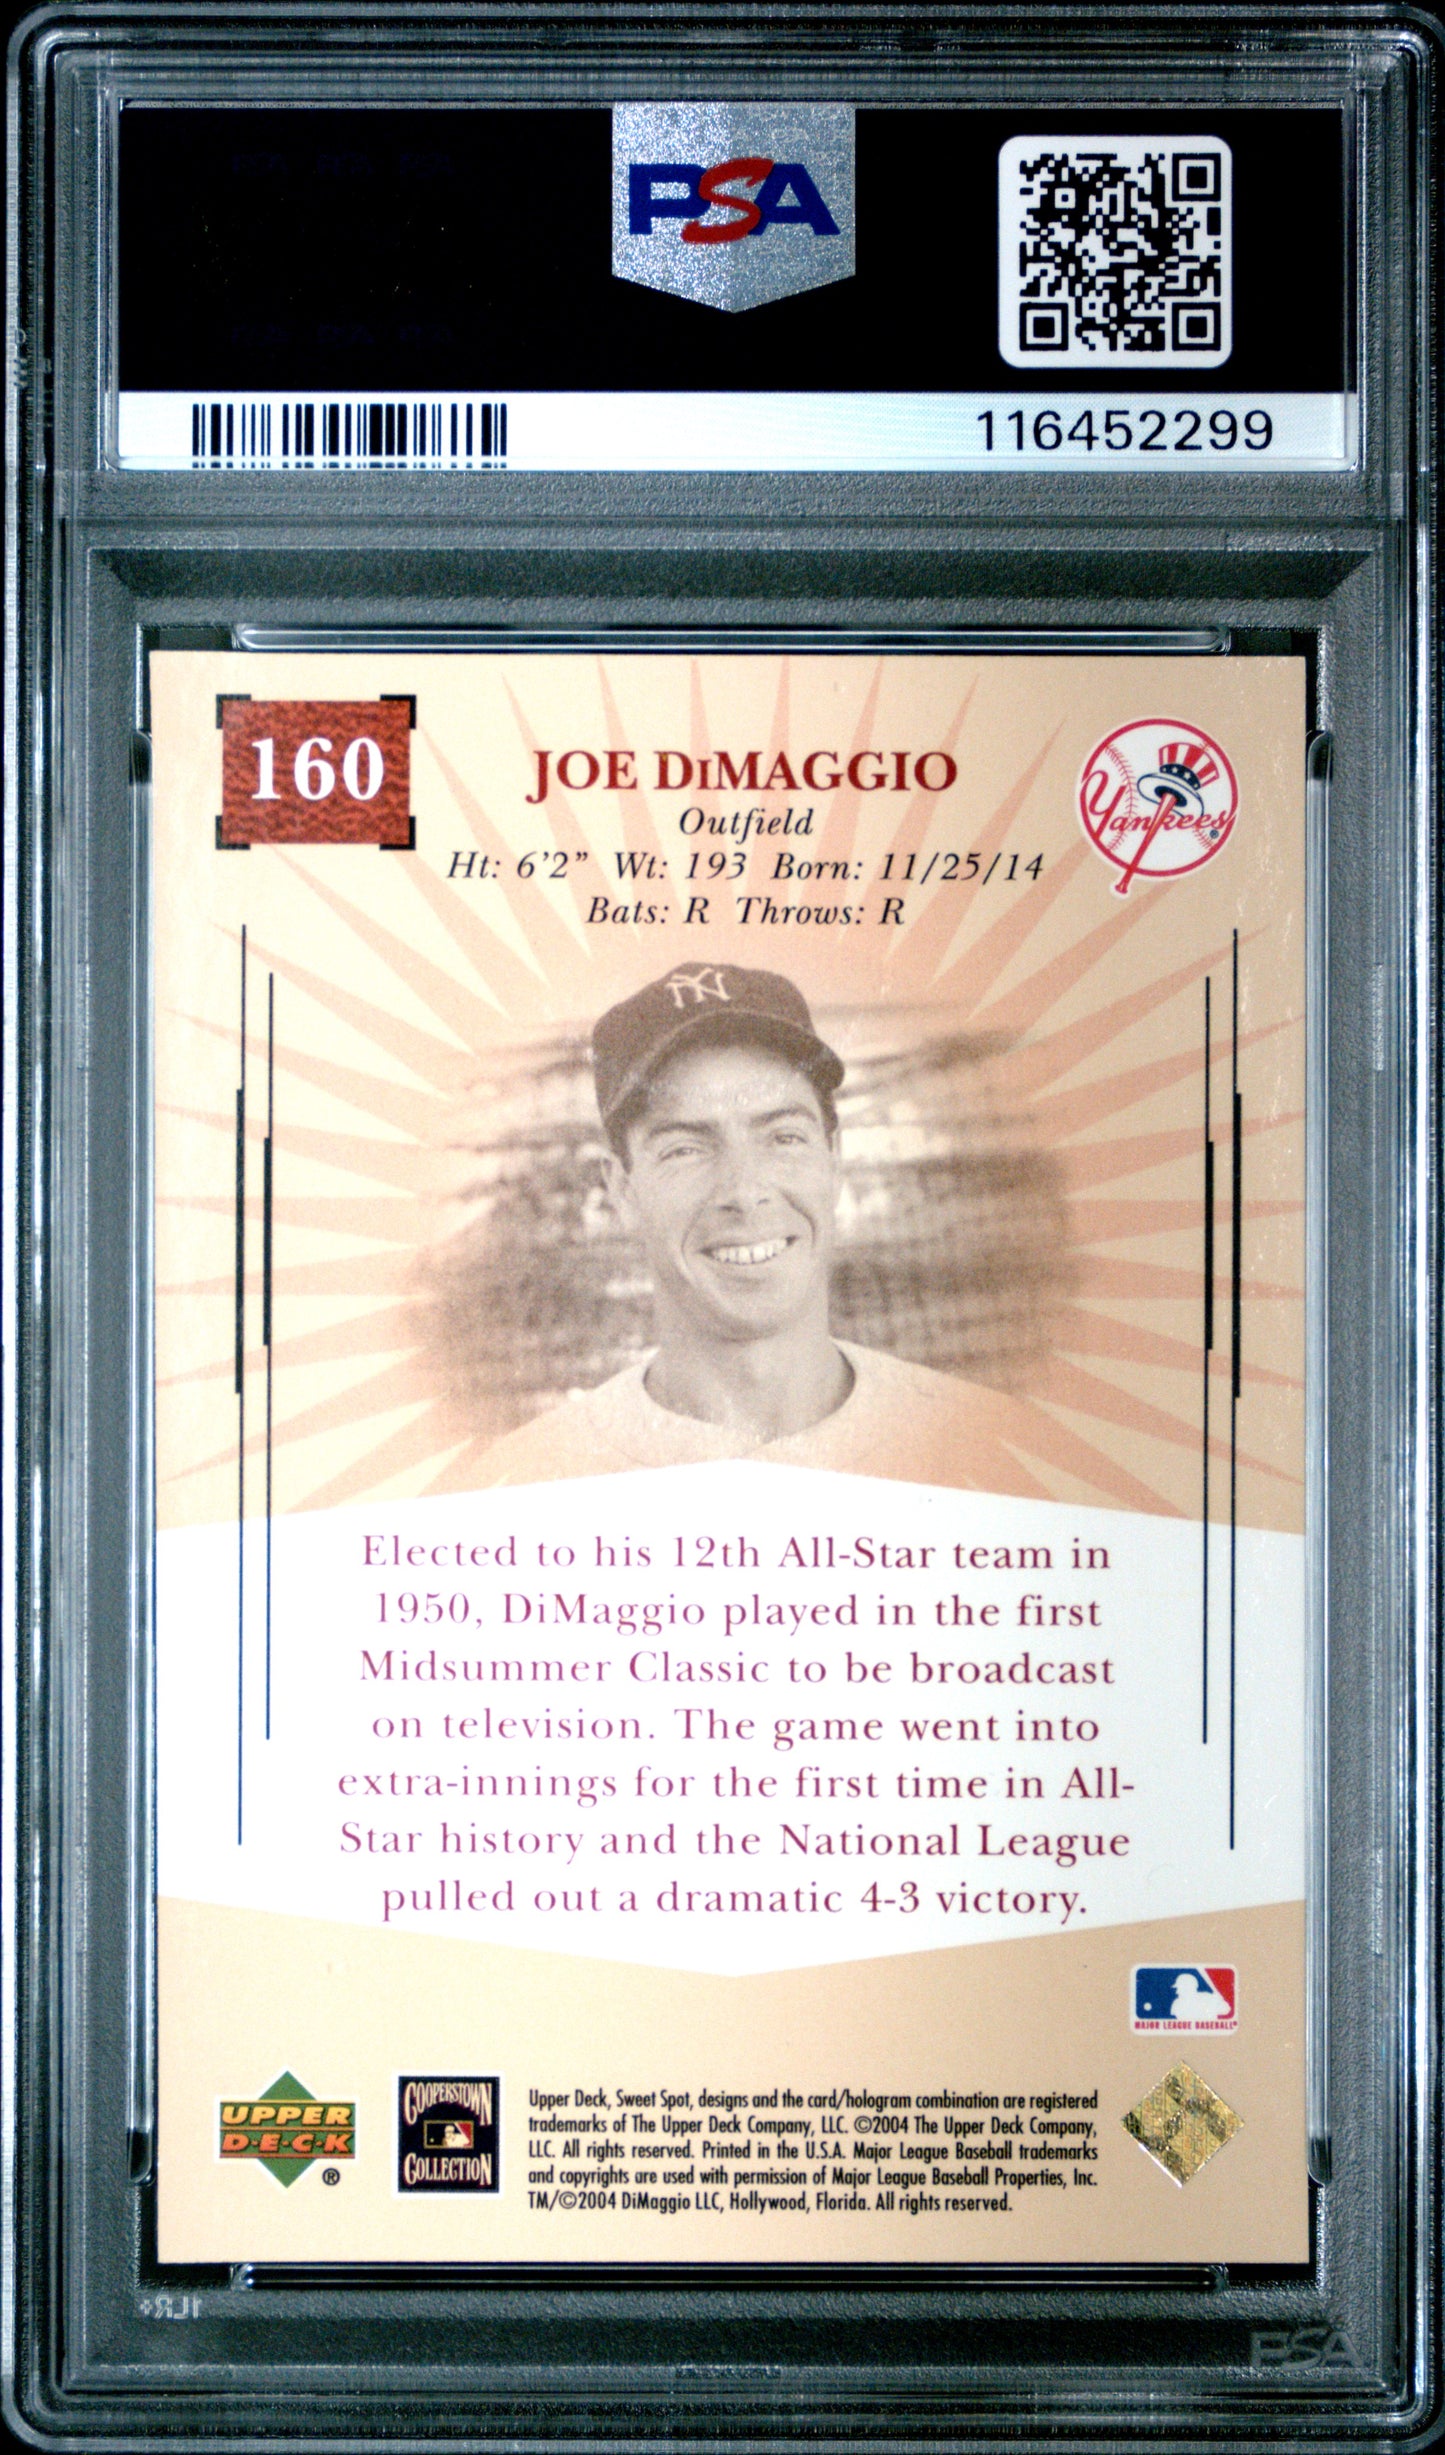 PSA
116452299
160
JOE DiMAGGIO
Outfield
Ht: 6'2" Wt: 193 Born: 11/25/14
Bats: R Throws: R
Yankees
NY
Elected to his 12th All-Star team in
1950, DiMaggio played in the first
Midsummer Classic to be broadcast
on television. The game went into
extra-innings for the first time in All-
Star history and the National League
pulled out a dramatic 4-3 victory.
MAJOR LEAGUE BASEBALL
UPPER
D·E·C·K
®
COOPERSTOWN
COLLECTION
Upper Deck, Sweet Spot, designs and the card/hologram combination are registered
trademarks of The Upper Deck Company, LLC. ©2004 The Upper Deck Company,
LLC. All rights reserved. Printed in the U.S.A. Major League Baseball trademarks
and copyrights are used with permission of Major League Baseball Properties, Inc.
TM/©2004 DiMaggio LLC, Hollywood, Florida. All rights reserved.
1LR+
PSA